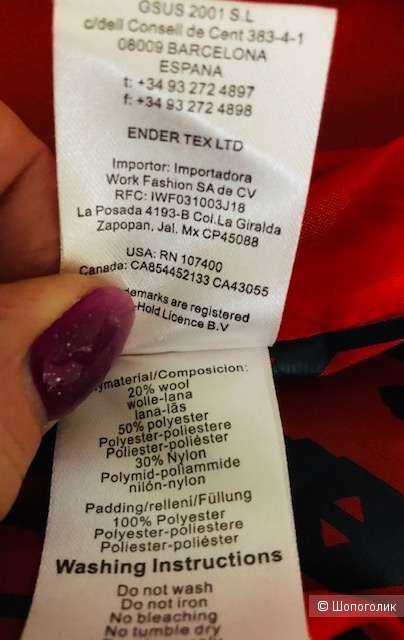 GSUS 2001 S.L
c/dell Consell de Cent 383-4-1
08009 BARCELONA
ESPANA
t: +34 93 272 4897
f: +34 93 272 4898
ENDER TEX LTD
Importor: Importadora
Work Fashion SA de CV
RFC: IWF031003J18
La Posada 4193-B Col.La Giralda
Zapopan, Jal. Mx CP45088
USA: RN 107400
Canada: CA854452133 CA43055
demarks are registered
-Hold Licence B.V
ymaterial/Composicion:
20% wool
wolle-lana
lana-lãs
50% polyester
Polyester-poliestere
Poliester-poliéster
30% Nylon
Polymid-poliammide
nilón-nylon
Padding/relleni/Füllung
100% Polyester
Polyester-poliestere
Poliester-poliéster
Washing Instructions
Do not wash
Do not iron
No bleaching
No tumble dry
© Шопоголик